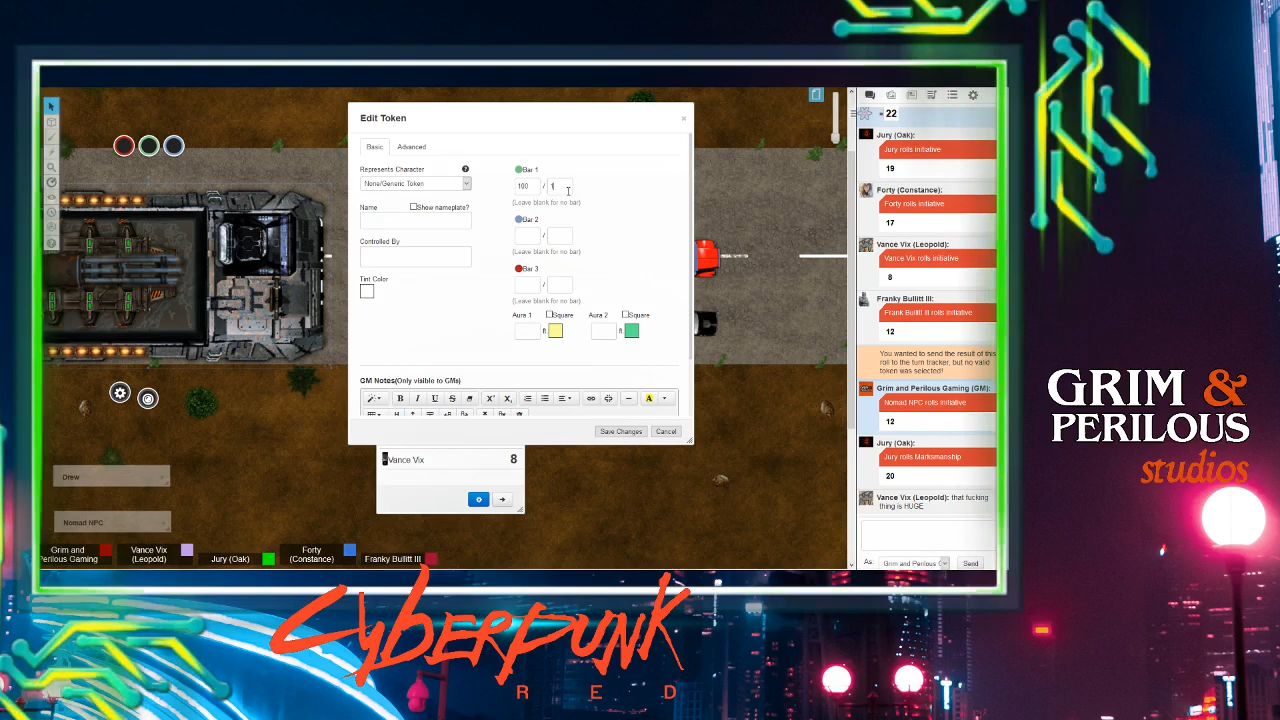 Edit Token
×
Basic
Advanced
Represents Character
None/Generic Token
Name
Show nameplate?
Controlled By
Tint Color
Bar 1
100 / 1
(Leave blank for no bar)
Bar 2
/
(Leave blank for no bar)
Bar 3
/
(Leave blank for no bar)
Aura 1
Square
Aura 2
Square
ft.
ft.
GM Notes(Only visible to GMs)
Save Changes
Cancel
Vance Vix
8
Drew
Nomad NPC
Grim and
Perilous Gaming
Vance Vix
(Leopold)
Jury (Oak)
Forty
(Constance)
Franky Bullitt III
22
Jury (Oak):
Jury rolls initiative
19
Forty (Constance):
Forty rolls initiative
17
Vance Vix (Leopold):
Vance Vix rolls initiative
8
Franky Bullitt III:
Frank Bullitt III rolls initiative
12
You wanted to send the result of this
roll to the turn tracker, but no valid
token was selected!
Grim and Perilous Gaming (GM):
Nomad NPC rolls initiative
12
Jury (Oak):
Jury rolls Marksmanship
20
Vance Vix (Leopold): that fucking
thing is HUGE
As:
Grim and Perilous G
Send
GRIM &
PERILOUS
studios
Cyberpunk
RED